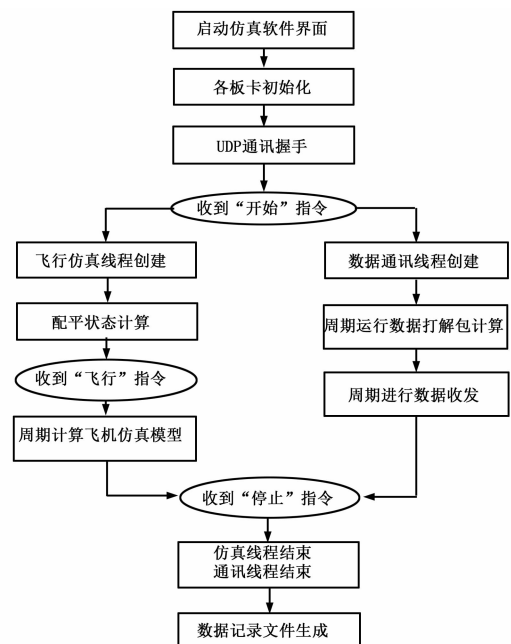 启动仿真软件界面
各板卡初始化
UDP通讯握手
收到“开始”指令
飞行仿真线程创建
配平状态计算
收到“飞行”指令
周期计算飞机仿真模型
数据通讯线程创建
周期运行数据打解包计算
周期进行数据收发
收到“停止”指令
仿真线程结束
通讯线程结束
数据记录文件生成